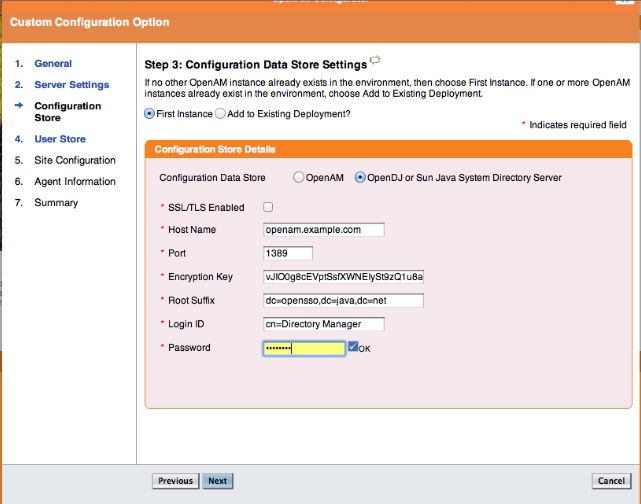 Custom Configuration Option
1. General
2. Server Settings
Configuration
Store
4. User Store
5. Site Configuration
6. Agent Information
7. Summary
Step 3: Configuration Data Store Settings
If no other OpenAM instance already exists in the environment, then choose First Instance. If one or more OpenAM
instances already exist in the environment, choose Add to Existing Deployment.
First Instance Add to Existing Deployment?
* Indicates required field
Configuration Store Details
Configuration Data Store OpenAM OpenDJ or Sun Java System Directory Server
* SSL/TLS Enabled
* Host Name openam.example.com
* Port 1389
* Encryption Key
* Root Suffix dc=opensso,dc=java,dc=net
* Login ID cn=Directory Manager
* Password ******** OK
Previous Next Cancel